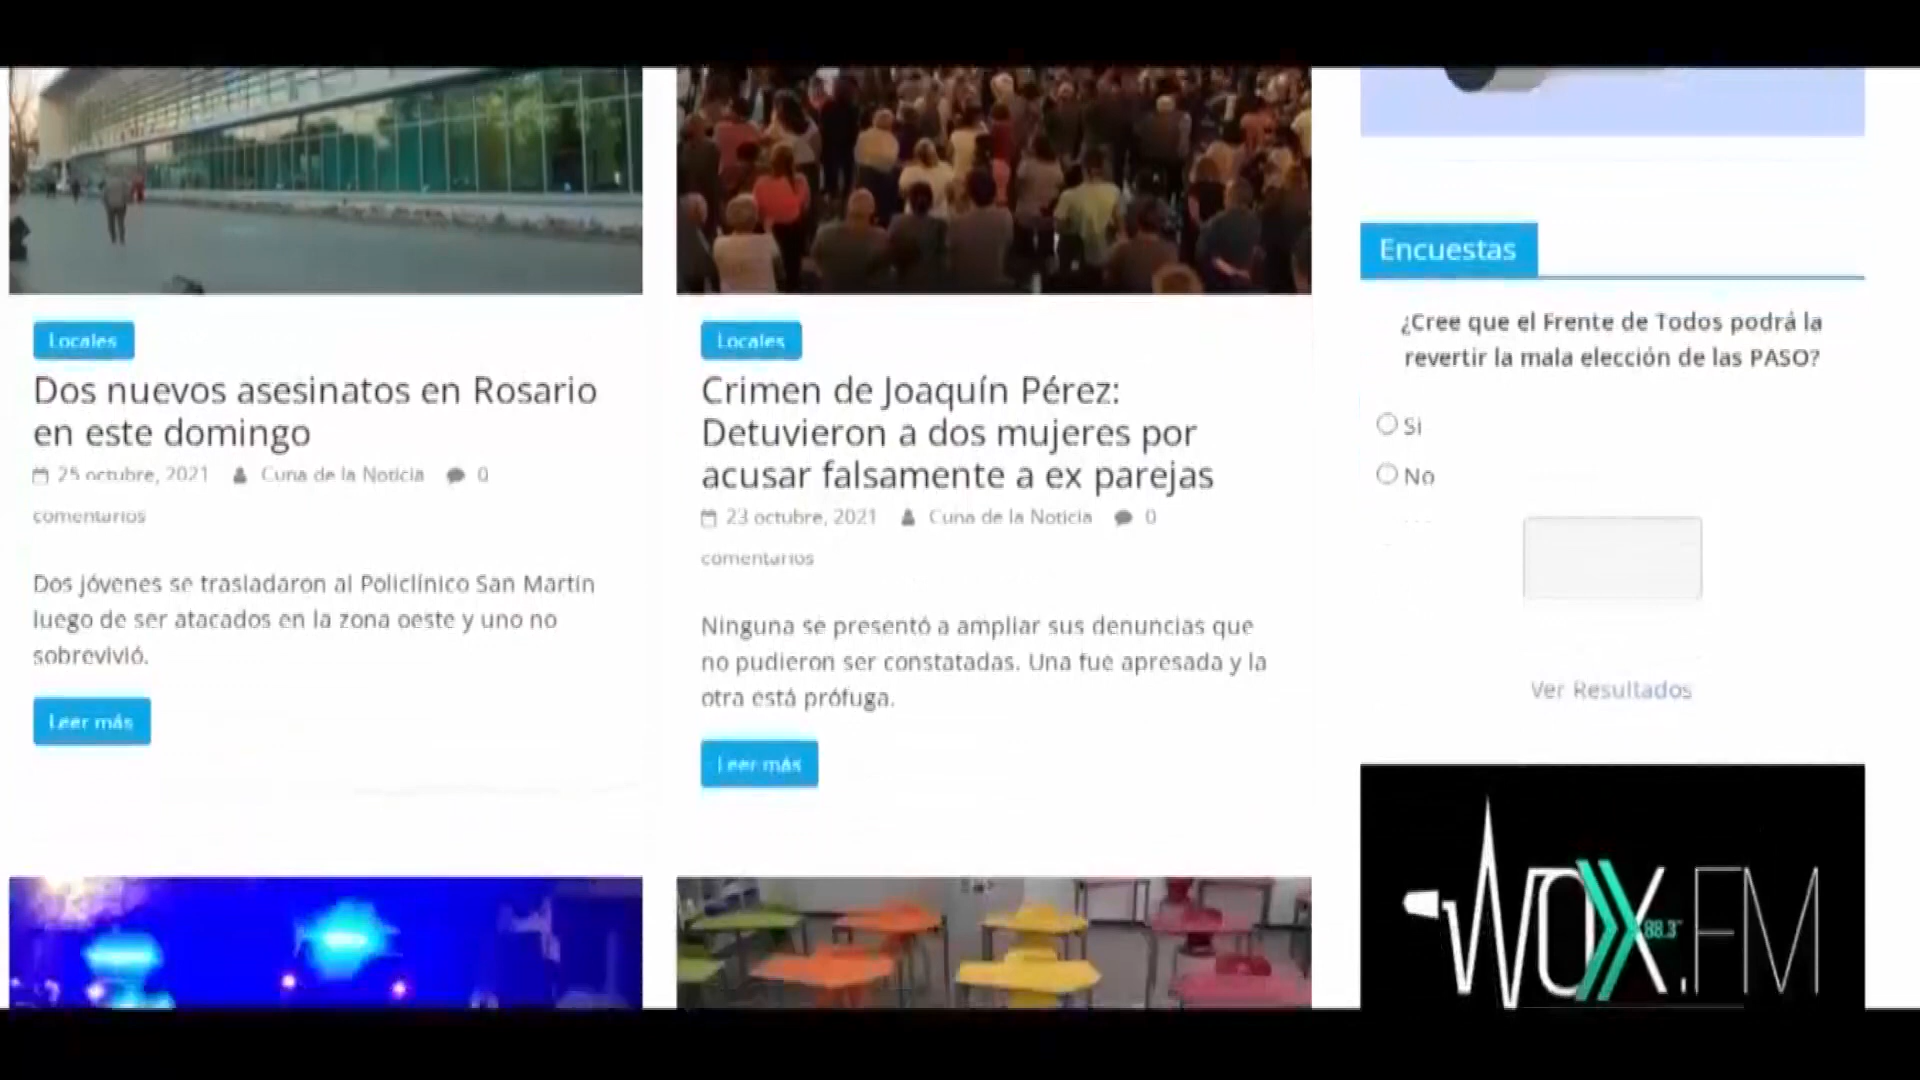 Locales
Dos nuevos asesinatos en Rosario
en este domingo
25 octubre, 2021 Cuna de la Noticia 0
comentarios
Dos jóvenes se trasladaron al Policlínico San Martín
luego de ser atacados en la zona oeste y uno no
sobrevivió.
Leer más
Locales
Crimen de Joaquín Pérez:
Detuvieron a dos mujeres por
acusar falsamente a ex parejas
23 octubre, 2021 Cuna de la Noticia 0
comentarios
Ninguna se presentó a ampliar sus denuncias que
no pudieron ser constatadas. Una fue apresada y la
otra está prófuga.
Leer más
Encuestas
¿Cree que el Frente de Todos podrá la
revertir la mala elección de las PASO?
Si
No
Ver Resultados
WOX 88.3 .FM